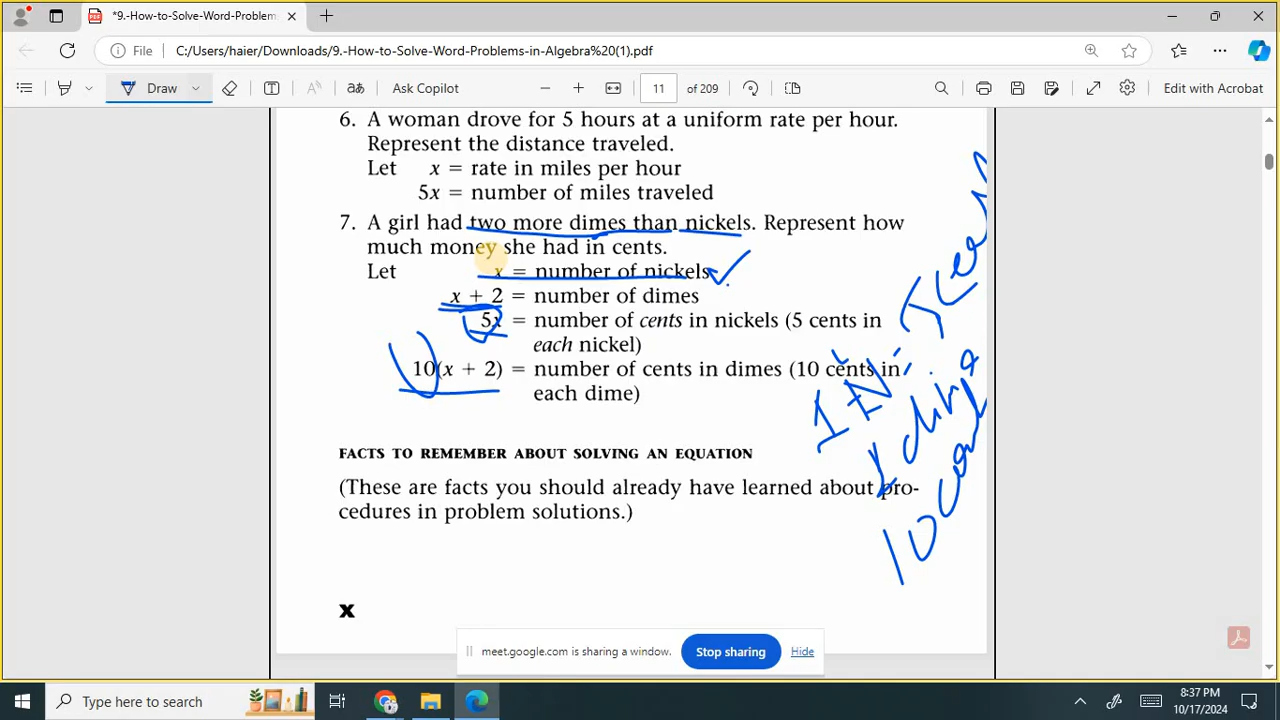 *9.-How-to-Solve-Word-Problem
File C:/Users/haier/Downloads/9.-How-to-Solve-Word-Problems-in-Algebra%20(1).pdf
Draw Ask Copilot 11 of 209 Edit with Acrobat
6. A woman drove for 5 hours at a uniform rate per hour.
Represent the distance traveled.
Let x = rate in miles per hour
5x = number of miles traveled
7. A girl had two more dimes than nickels. Represent how
much money she had in cents.
Let x = number of nickels
x + 2 = number of dimes
5x = number of cents in nickels (5 cents in
each nickel)
10(x + 2) = number of cents in dimes (10 cents in
each dime)
FACTS TO REMEMBER ABOUT SOLVING AN EQUATION
(These are facts you should already have learned about pro-
cedures in problem solutions.)
x
meet.google.com is sharing a window. Stop sharing Hide
Type here to search
8:37 PM
10/17/2024